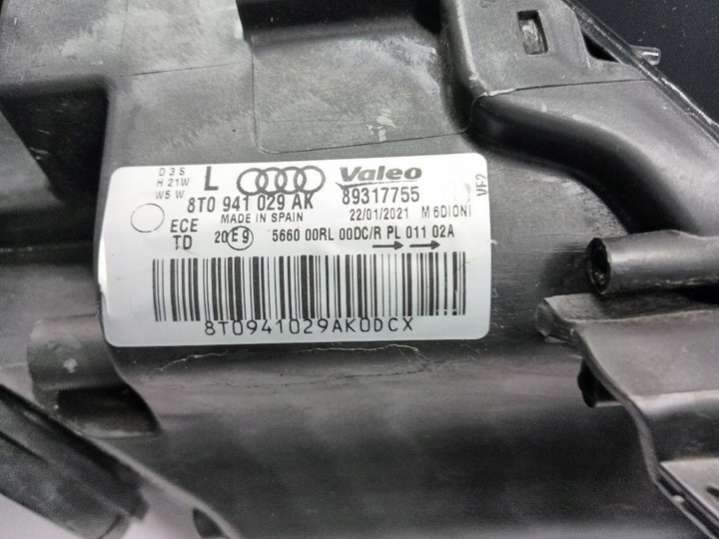 D3S
H 21W
W5W
L Valeo
8T0 941 029 AK 89317755
MADE IN SPAIN 22/01/2021 M6DIONI
VF2
ECE
TD
20 E9 5660 00RL 00DC/R PL 011 02A
8T0941029AK0DCX